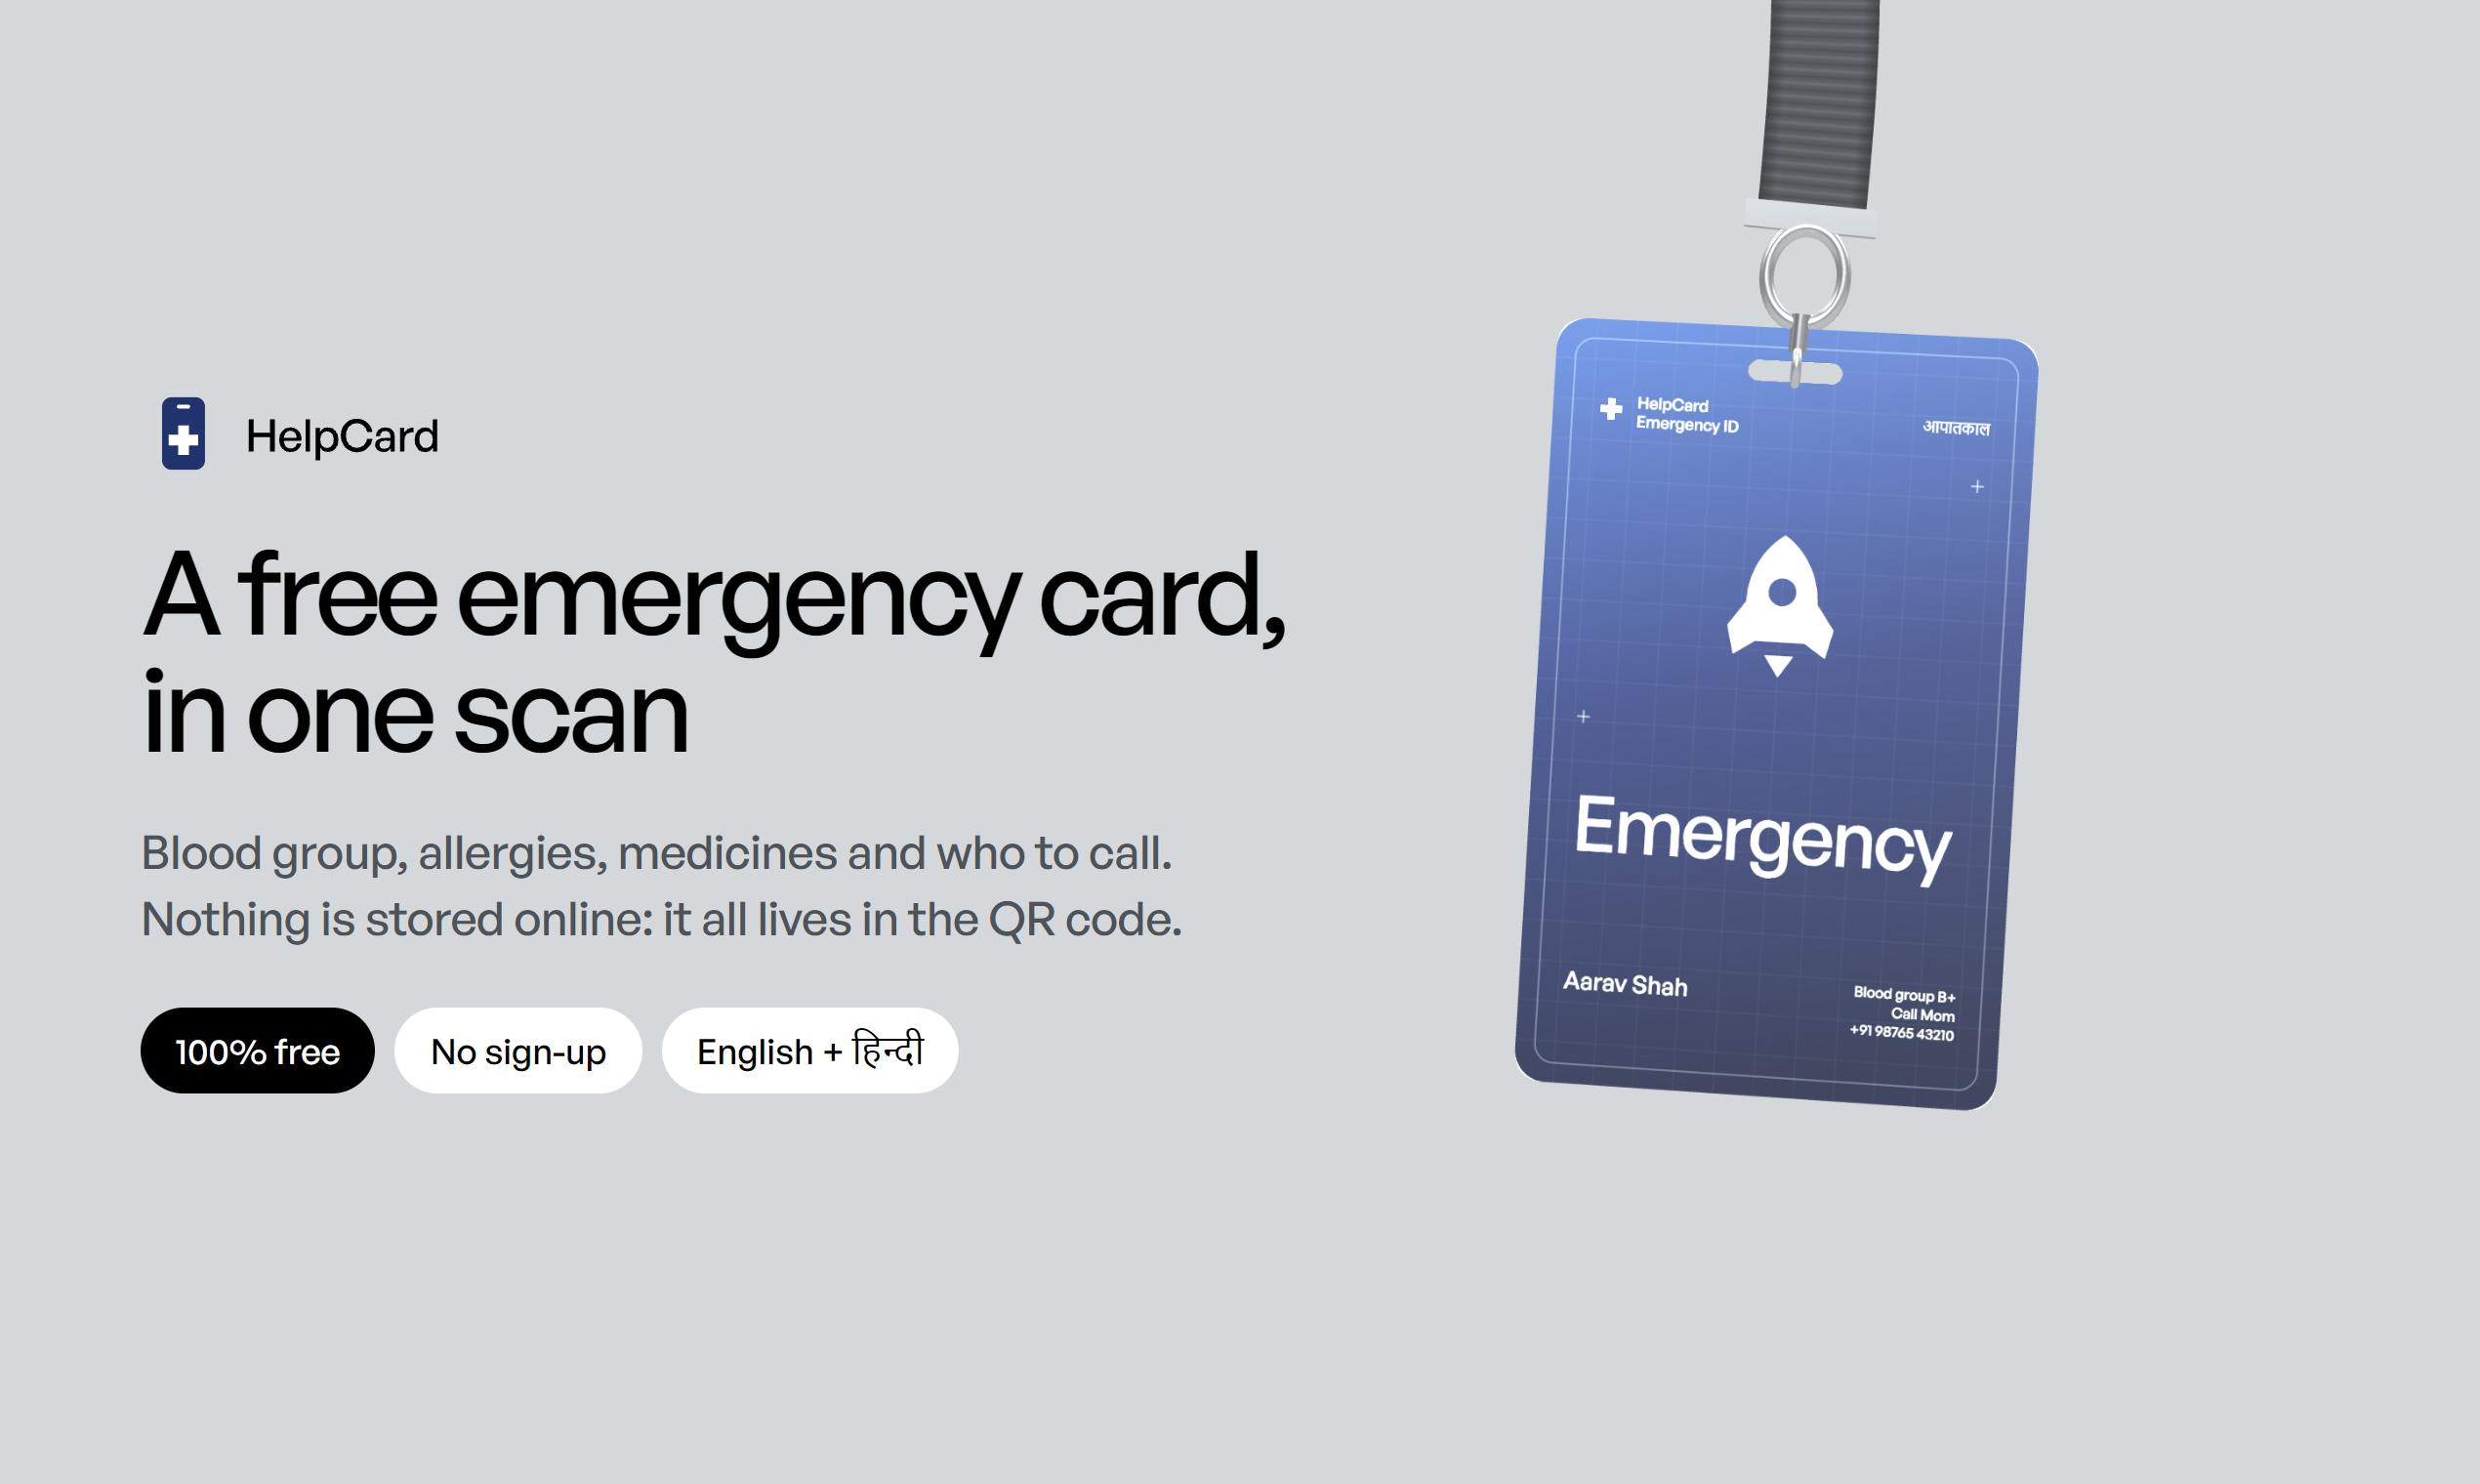 HelpCard
A free emergency card,
in one scan
Blood group, allergies, medicines and who to call.
Nothing is stored online: it all lives in the QR code.
100% free
No sign-up
English + हिन्दी
HelpCard
Emergency ID
आपातकाल
Emergency
Aarav Shah
Blood group B+
Call Mom
+91 98765 43210